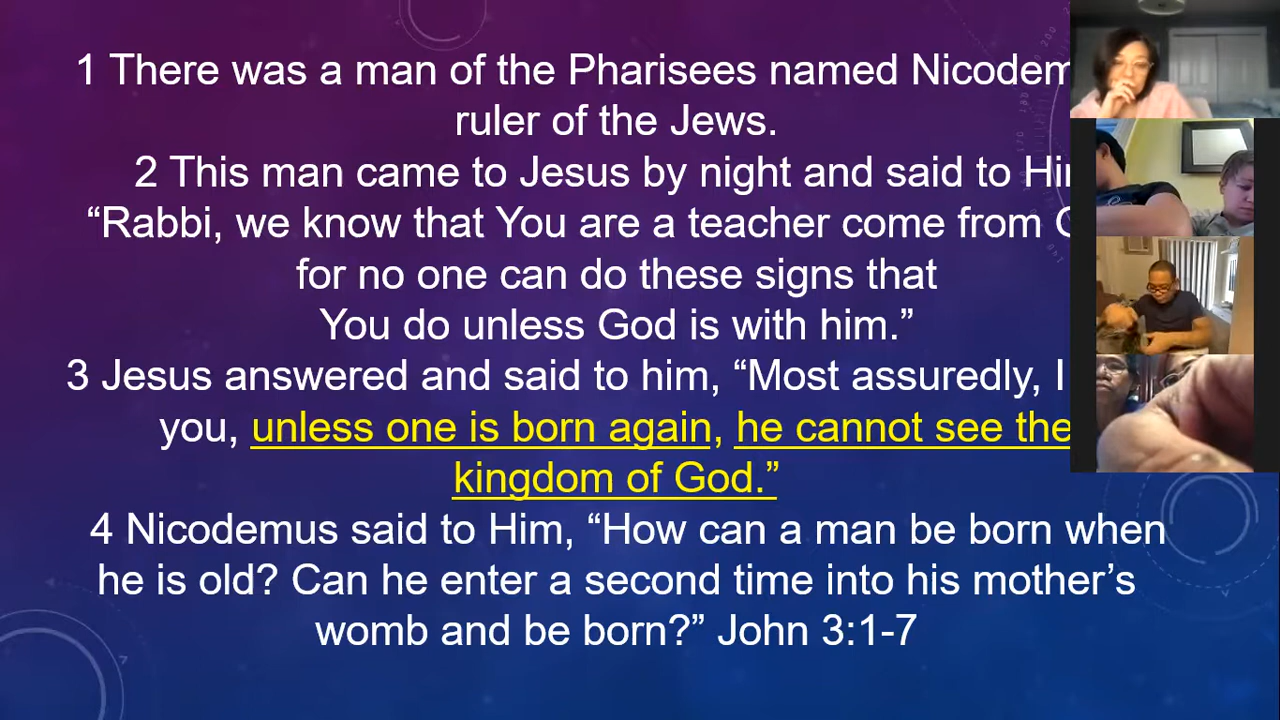 1 There was a man of the Pharisees named
ruler of the Jews.
2 This man came to Jesus by night and said to
“Rabbi, we know that You are a teacher come from
for no one can do these signs that
You do unless God is with him.”
3 Jesus answered and said to him, “Most assuredly, I
you, unless one is born again, he cannot see the
kingdom of God.”
4 Nicodemus said to Him, “How can a man be born when
he is old? Can he enter a second time into his mother’s
womb and be born?” John 3:1-7